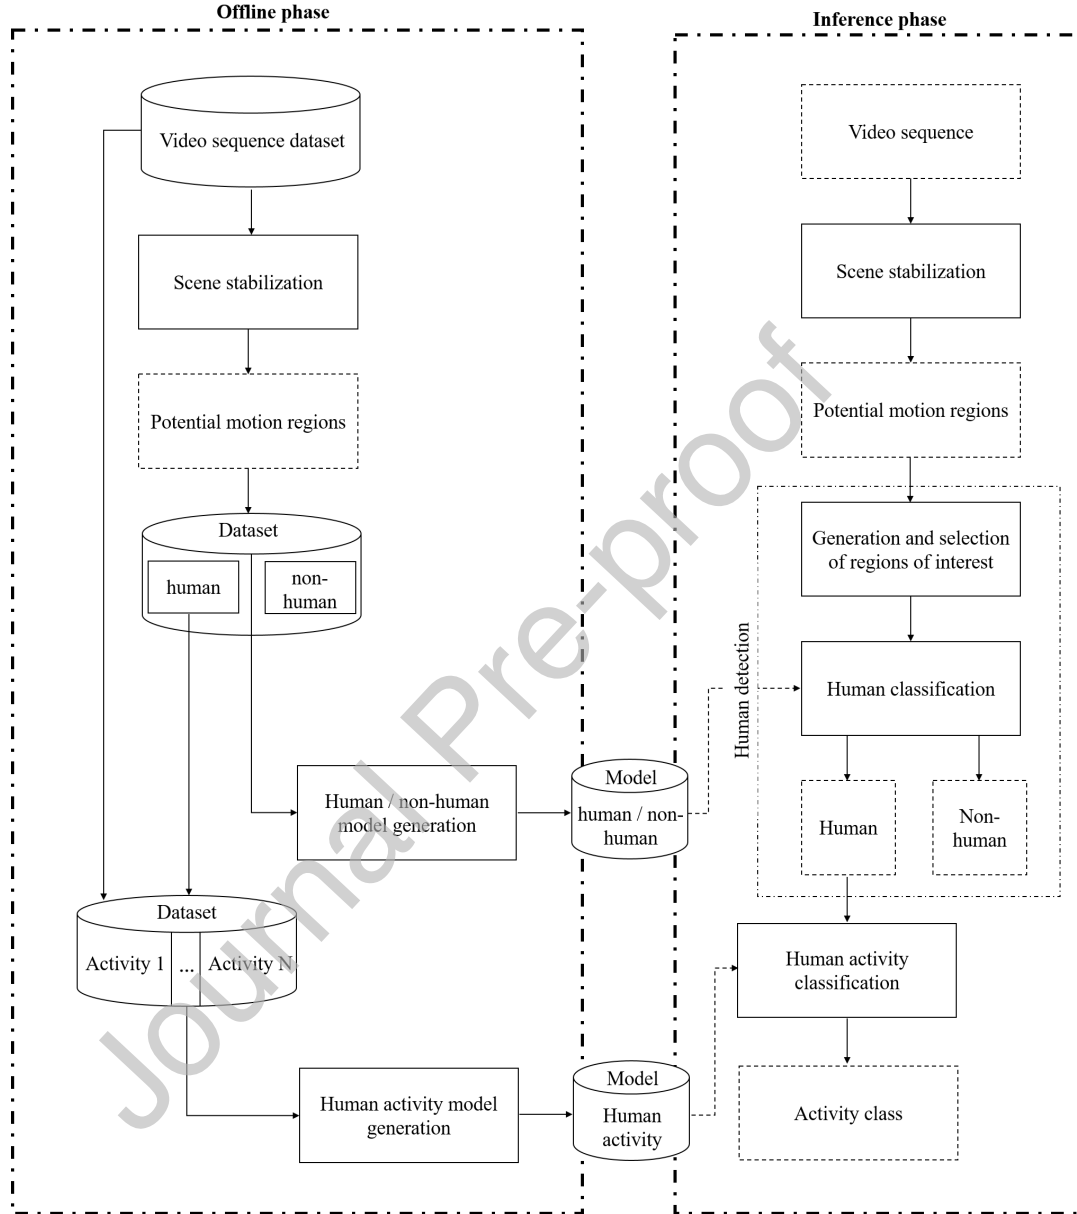 Offline phase
Video sequence dataset
Scene stabilization
Potential motion regions
Dataset
human
non-
human
Human / non-human
model generation
Model
human / non-
human
Dataset
Activity 1
...
Activity N
Human activity model
generation
Model
Human
activity
Inference phase
Video sequence
Scene stabilization
Potential motion regions
Generation and selection
of regions of interest
Human detection
Human classification
Human
Non-
human
Human activity
classification
Activity class
Journal Pre-proof